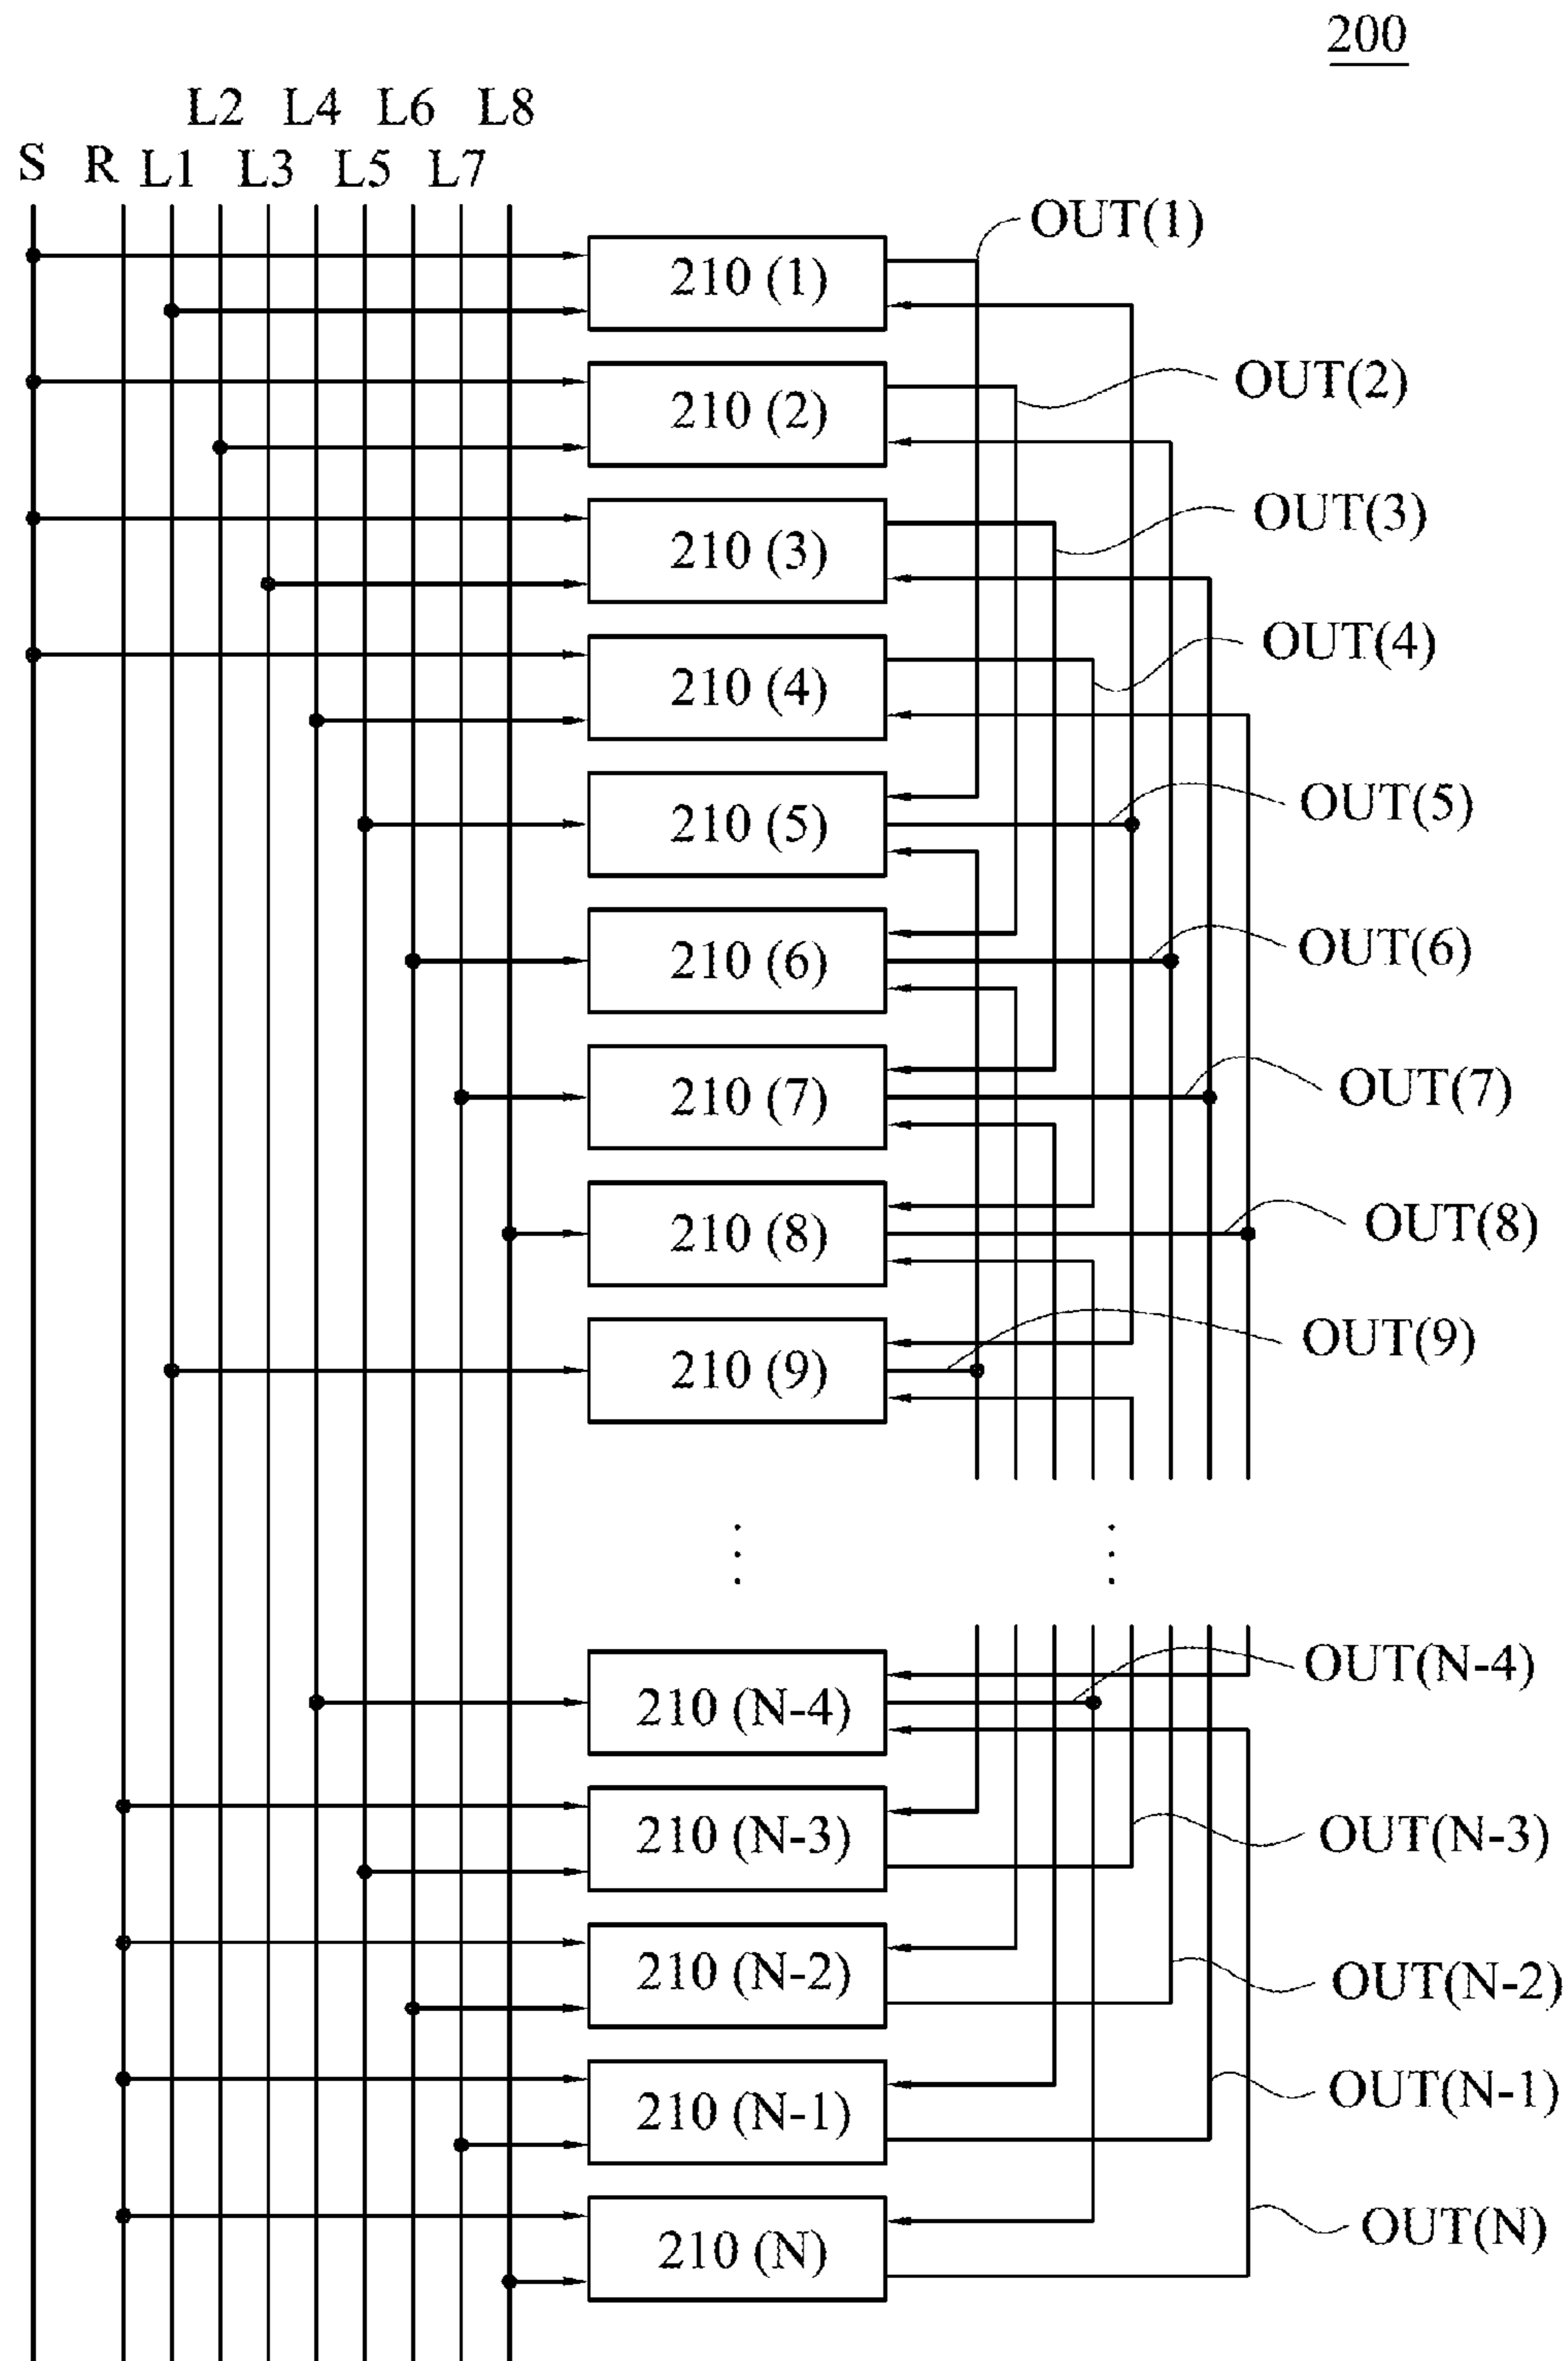 200
L2 L4 L6 L8
S R L1 L3 L5 L7
OUT(1)
210 (1)
OUT(2)
210 (2)
OUT(3)
210 (3)
OUT(4)
210 (4)
OUT(5)
210 (5)
OUT(6)
210 (6)
OUT(7)
210 (7)
OUT(8)
210 (8)
OUT(9)
210 (9)
OUT(N-4)
210 (N-4)
OUT(N-3)
210 (N-3)
OUT(N-2)
210 (N-2)
OUT(N-1)
210 (N-1)
OUT(N)
210 (N)